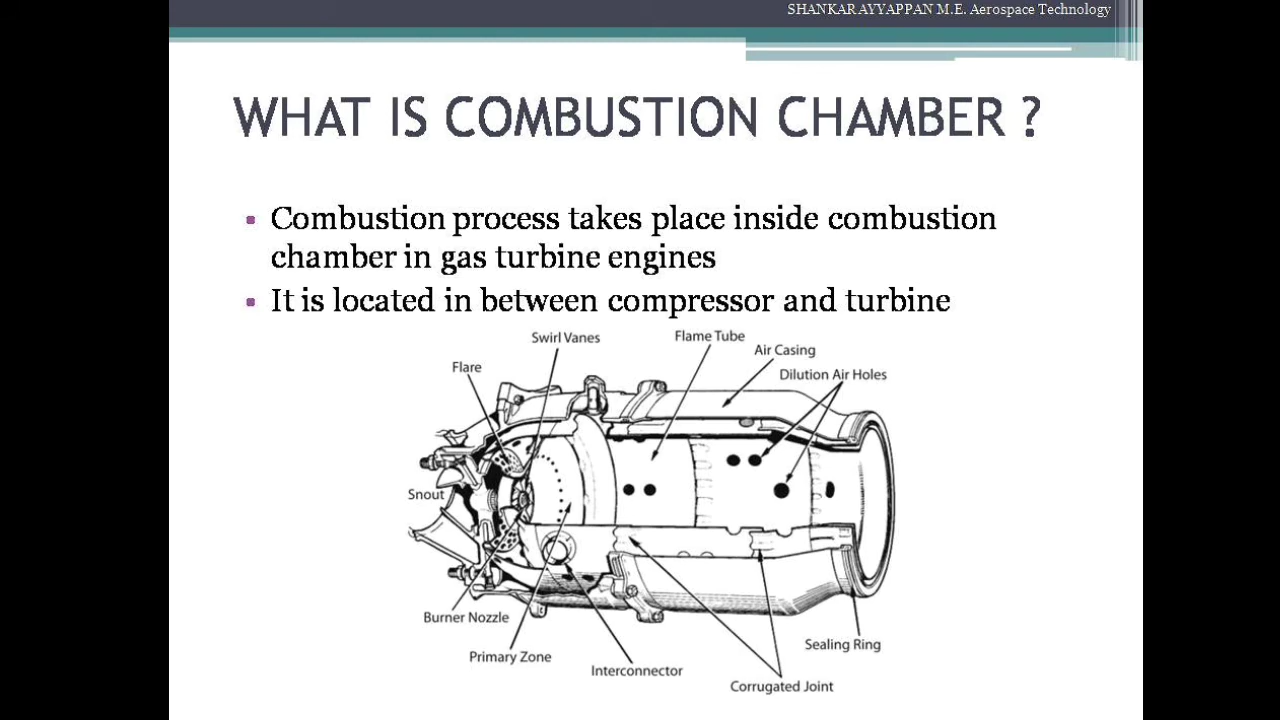 SHANKAR AYYAPPAN M.E. Aerospace Technology
WHAT IS COMBUSTION CHAMBER ?
▪ Combustion process takes place inside combustion
chamber in gas turbine engines
▪ It is located in between compressor and turbine
Swirl Vanes
Flame Tube
Air Casing
Flare
Dilution Air Holes
Snout
Burner Nozzle
Primary Zone
Interconnector
Sealing Ring
Corrugated Joint